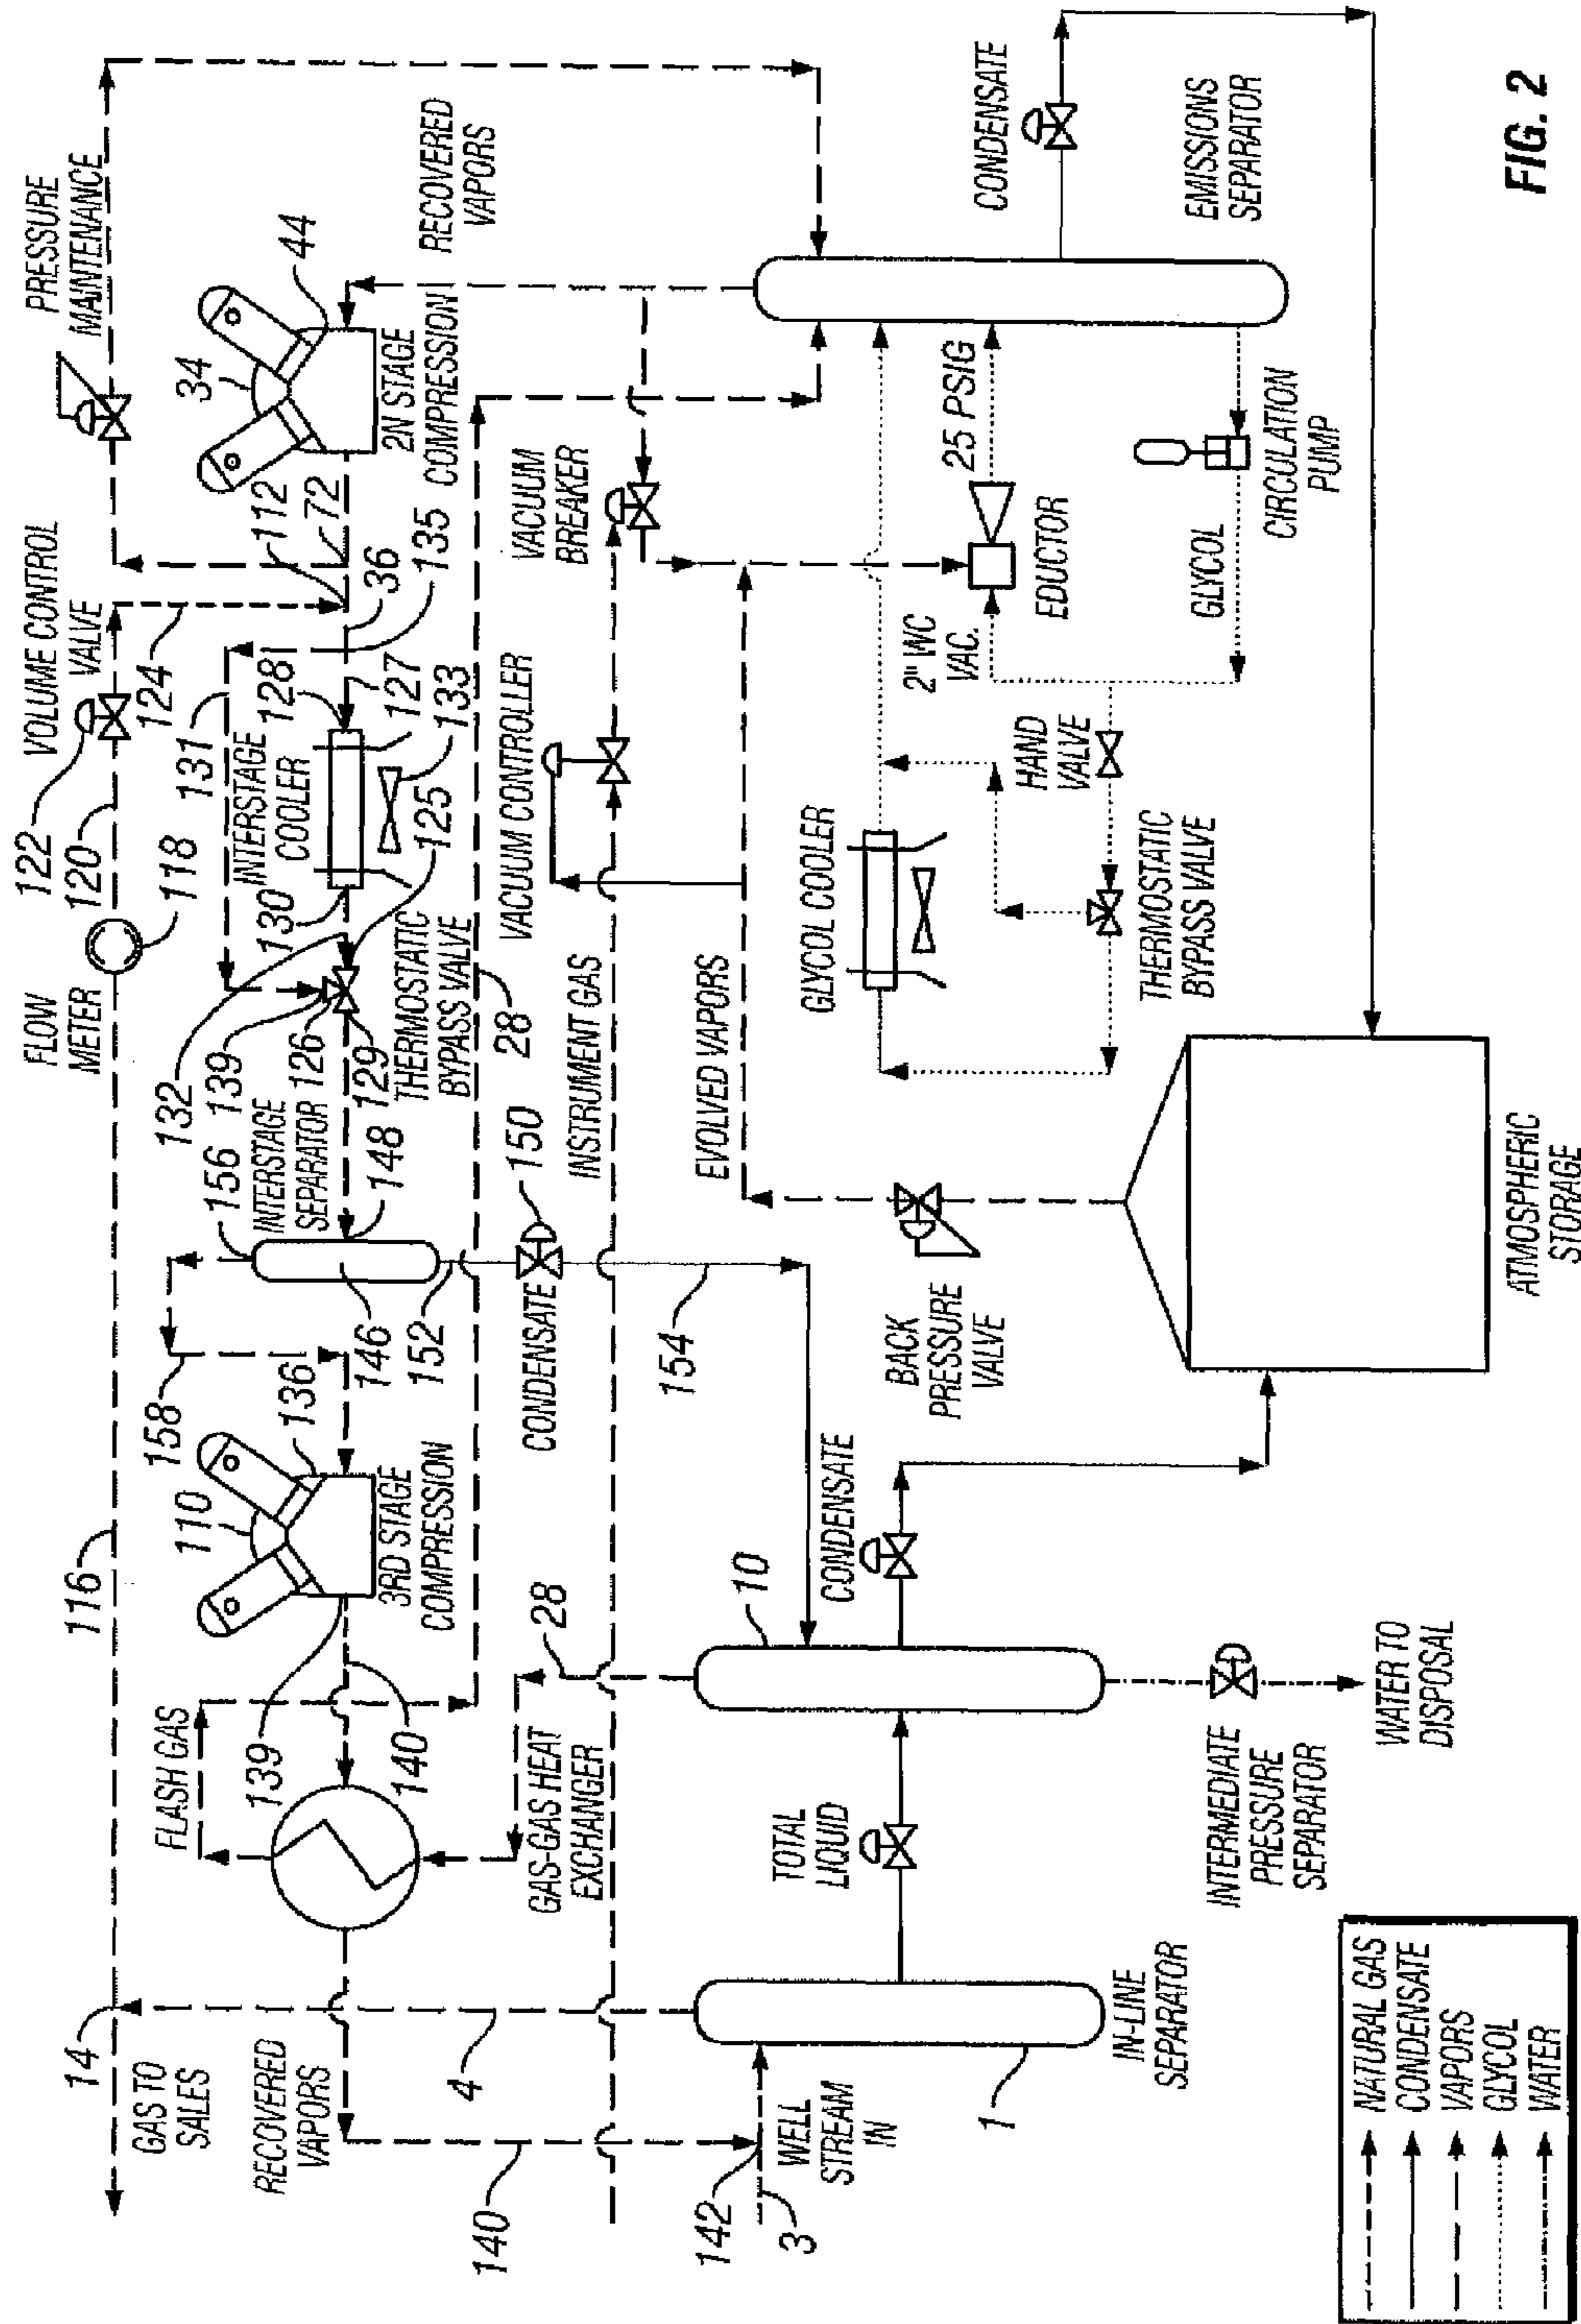 PRESSURE
MAINTENANCE
34
44
2N STAGE
COMPRESSION
RECOVERED
VAPORS
112
72
VOLUME CONTROL
VALVE
122
124
120
118
FLOW
METER
131
36
135
128
127
133
INTERSTAGE
COOLER
130
125
132
139
126
129
THERMOSTATIC
BYPASS VALVE
28
156
INTERSTAGE
SEPARATOR
148
146
152
150
CONDENSATE
154
158
136
110
3RD STAGE
COMPRESSION
116
139
140
FLASH GAS
GAS-GAS HEAT
EXCHANGER
28
14
GAS TO
SALES
RECOVERED
VAPORS
4
140
142
3
WELL
STREAM
IN
1
IN-LINE
SEPARATOR
TOTAL
LIQUID
10
CONDENSATE
INTERMEDIATE
PRESSURE
SEPARATOR
WATER TO
DISPOSAL
BACK
PRESSURE
VALVE
ATMOSPHERIC
STORAGE
EVOLVED VAPORS
INSTRUMENT GAS
VACUUM CONTROLLER
VACUUM
BREAKER
GLYCOL COOLER
THERMOSTATIC
BYPASS VALVE
HAND
VALVE
2" WC
VAC.
EDUCTOR
25 PSIG
GLYCOL
CIRCULATION
PUMP
CONDENSATE
EMISSIONS
SEPARATOR
NATURAL GAS
CONDENSATE
VAPORS
GLYCOL
WATER
FIG. 2